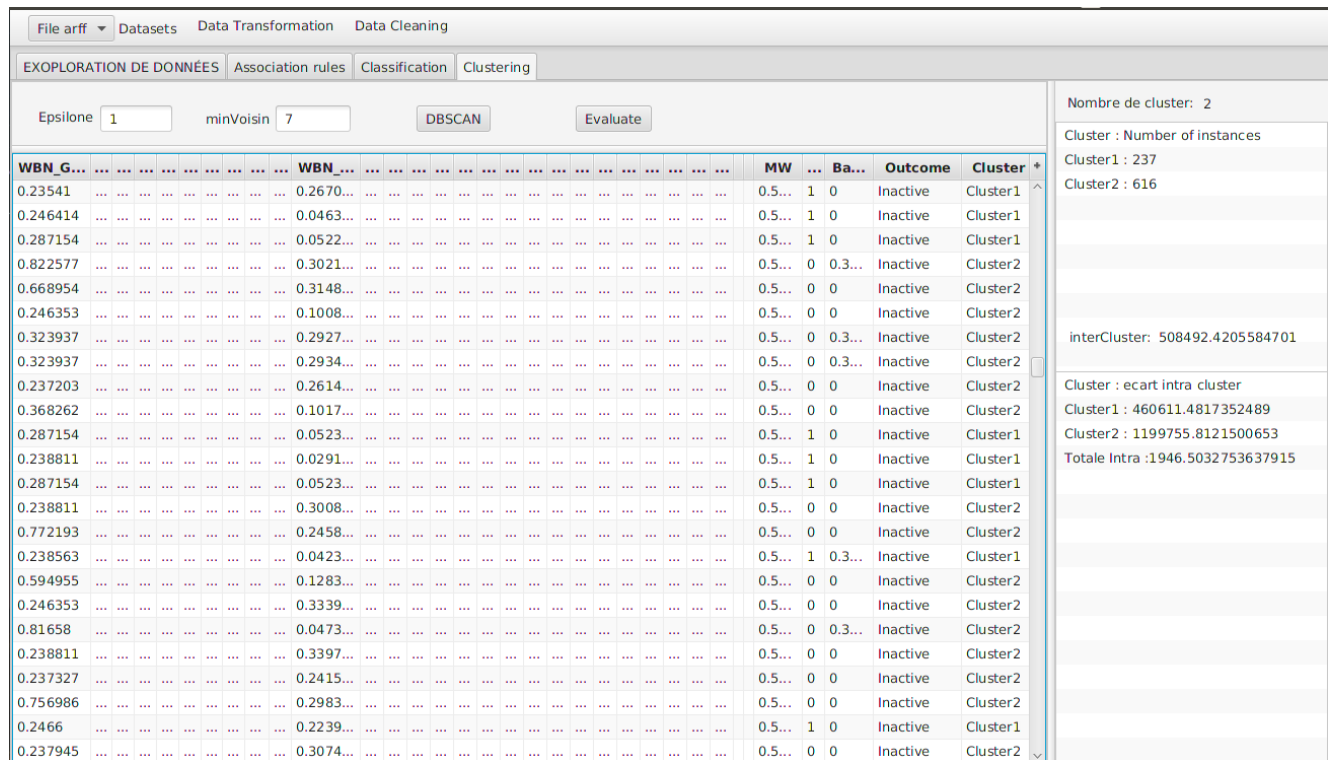 File arff Datasets Data Transformation Data Cleaning
EXOPLORATION DE DONNÉES Association rules Classification Clustering
Epsilone 1 minVoisin 7 DBSCAN Evaluate
WBN_G... ... ... ... ... ... ... ... ... WBN_... ... ... ... ... ... ... ... ... ... ... ... ... ... ... ... ... MW ... Ba... Outcome Cluster +
0.23541 ... ... ... ... ... ... ... ... 0.2670... ... ... ... ... ... ... ... ... ... ... ... ... ... ... ... ... 0.5... 1 0 Inactive Cluster1
0.246414 ... ... ... ... ... ... ... ... 0.0463... ... ... ... ... ... ... ... ... ... ... ... ... ... ... ... ... 0.5... 1 0 Inactive Cluster1
0.287154 ... ... ... ... ... ... ... ... 0.0522... ... ... ... ... ... ... ... ... ... ... ... ... ... ... ... ... 0.5... 1 0 Inactive Cluster1
0.822577 ... ... ... ... ... ... ... ... 0.3021... ... ... ... ... ... ... ... ... ... ... ... ... ... ... ... ... 0.5... 0 0.3... Inactive Cluster2
0.668954 ... ... ... ... ... ... ... ... 0.3148... ... ... ... ... ... ... ... ... ... ... ... ... ... ... ... ... 0.5... 0 0 Inactive Cluster2
0.246353 ... ... ... ... ... ... ... ... 0.1008... ... ... ... ... ... ... ... ... ... ... ... ... ... ... ... ... 0.5... 0 0 Inactive Cluster2
0.323937 ... ... ... ... ... ... ... ... 0.2927... ... ... ... ... ... ... ... ... ... ... ... ... ... ... ... ... 0.5... 0 0.3... Inactive Cluster2
0.323937 ... ... ... ... ... ... ... ... 0.2934... ... ... ... ... ... ... ... ... ... ... ... ... ... ... ... ... 0.5... 0 0.3... Inactive Cluster2
0.237203 ... ... ... ... ... ... ... ... 0.2614... ... ... ... ... ... ... ... ... ... ... ... ... ... ... ... ... 0.5... 0 0 Inactive Cluster2
0.368262 ... ... ... ... ... ... ... ... 0.1017... ... ... ... ... ... ... ... ... ... ... ... ... ... ... ... ... 0.5... 0 0 Inactive Cluster2
0.287154 ... ... ... ... ... ... ... ... 0.0523... ... ... ... ... ... ... ... ... ... ... ... ... ... ... ... ... 0.5... 1 0 Inactive Cluster1
0.238811 ... ... ... ... ... ... ... ... 0.0291... ... ... ... ... ... ... ... ... ... ... ... ... ... ... ... ... 0.5... 1 0 Inactive Cluster1
0.287154 ... ... ... ... ... ... ... ... 0.0523... ... ... ... ... ... ... ... ... ... ... ... ... ... ... ... ... 0.5... 1 0 Inactive Cluster1
0.238811 ... ... ... ... ... ... ... ... 0.3008... ... ... ... ... ... ... ... ... ... ... ... ... ... ... ... ... 0.5... 0 0 Inactive Cluster2
0.772193 ... ... ... ... ... ... ... ... 0.2458... ... ... ... ... ... ... ... ... ... ... ... ... ... ... ... ... 0.5... 0 0 Inactive Cluster2
0.238563 ... ... ... ... ... ... ... ... 0.0423... ... ... ... ... ... ... ... ... ... ... ... ... ... ... ... ... 0.5... 1 0.3... Inactive Cluster1
0.594955 ... ... ... ... ... ... ... ... 0.1283... ... ... ... ... ... ... ... ... ... ... ... ... ... ... ... ... 0.5... 0 0 Inactive Cluster2
0.246353 ... ... ... ... ... ... ... ... 0.3339... ... ... ... ... ... ... ... ... ... ... ... ... ... ... ... ... 0.5... 0 0 Inactive Cluster2
0.81658 ... ... ... ... ... ... ... ... 0.0473... ... ... ... ... ... ... ... ... ... ... ... ... ... ... ... ... 0.5... 0 0.3... Inactive Cluster2
0.238811 ... ... ... ... ... ... ... ... 0.3397... ... ... ... ... ... ... ... ... ... ... ... ... ... ... ... ... 0.5... 0 0 Inactive Cluster2
0.237327 ... ... ... ... ... ... ... ... 0.2415... ... ... ... ... ... ... ... ... ... ... ... ... ... ... ... ... 0.5... 0 0 Inactive Cluster2
0.756986 ... ... ... ... ... ... ... ... 0.2983... ... ... ... ... ... ... ... ... ... ... ... ... ... ... ... ... 0.5... 0 0 Inactive Cluster2
0.2466 ... ... ... ... ... ... ... ... 0.2239... ... ... ... ... ... ... ... ... ... ... ... ... ... ... ... ... 0.5... 1 0 Inactive Cluster1
0.237945 ... ... ... ... ... ... ... ... 0.3074... ... ... ... ... ... ... ... ... ... ... ... ... ... ... ... ... 0.5... 0 0 Inactive Cluster2
Nombre de cluster: 2
Cluster : Number of instances
Cluster1 : 237
Cluster2 : 616
interCluster: 508492.4205584701
Cluster : ecart intra cluster
Cluster1 : 460611.4817352489
Cluster2 : 1199755.8121500653
Totale Intra :1946.5032753637915